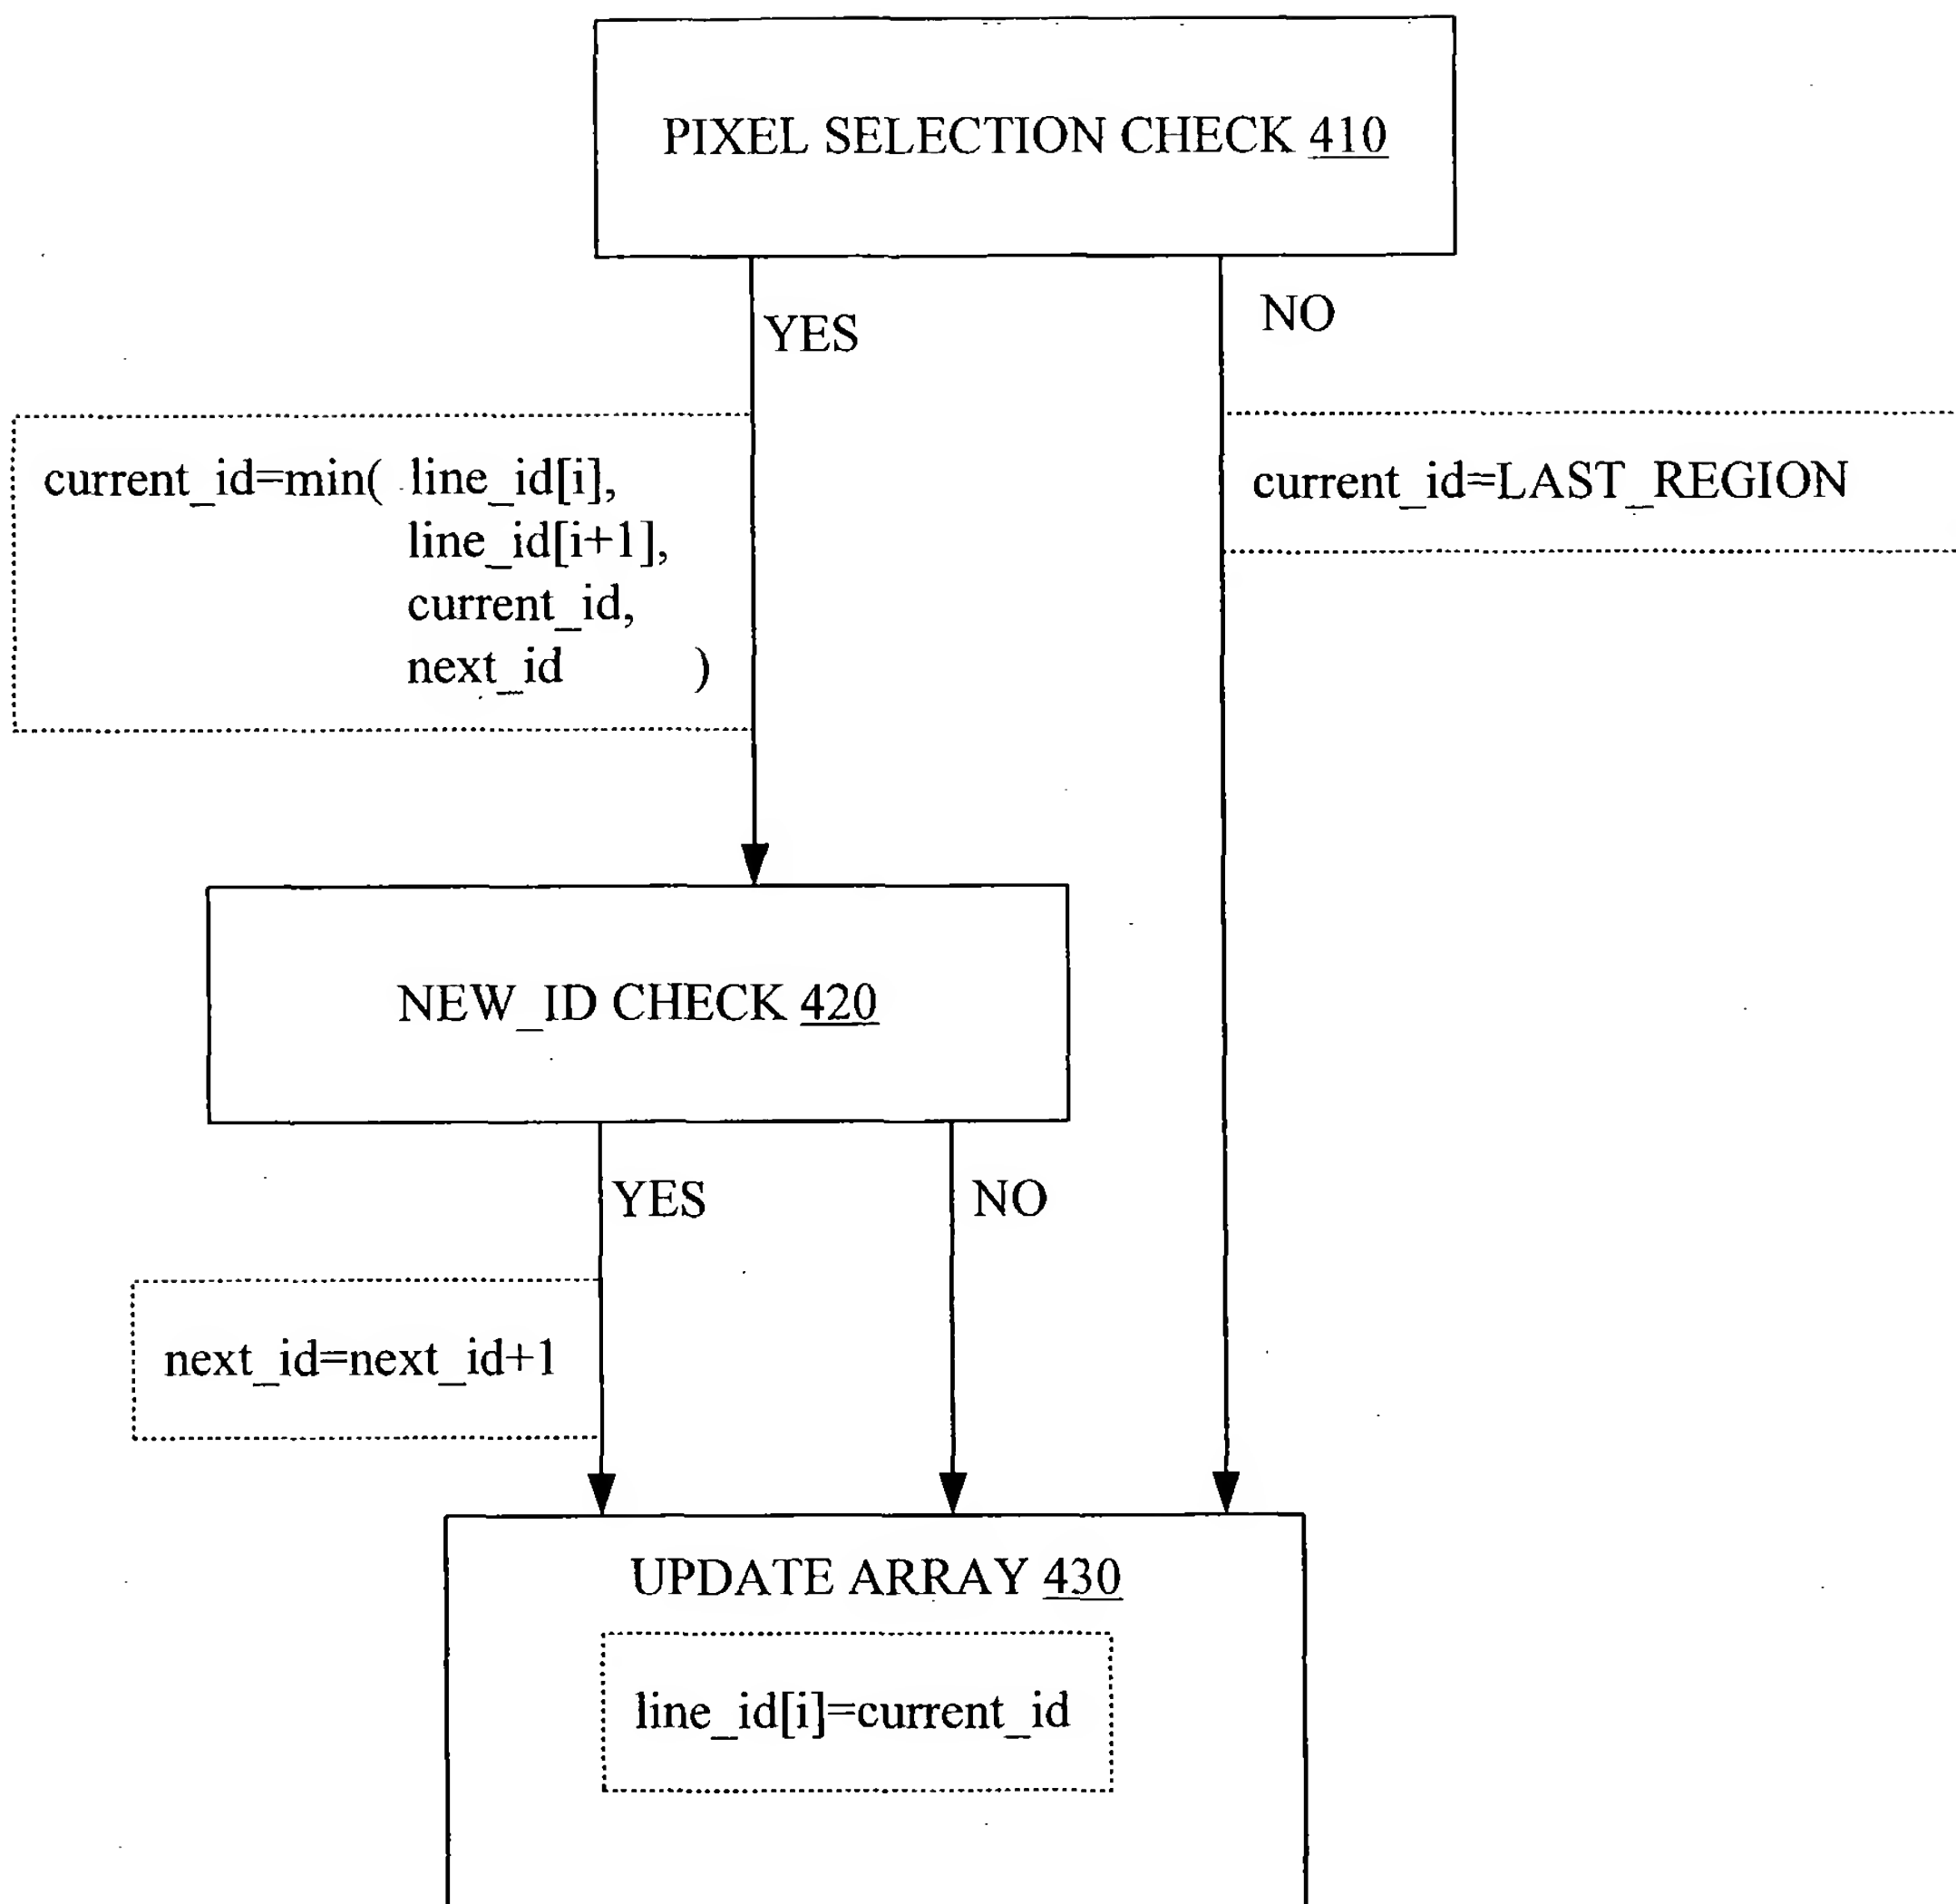 PIXEL SELECTION CHECK 410
YES
NO
current_id=min( line_id[i],
line_id[i+1],
current_id,
next_id )
current_id=LAST_REGION
NEW_ID CHECK 420
YES
NO
next_id=next_id+1
UPDATE ARRAY 430
line_id[i]=current_id